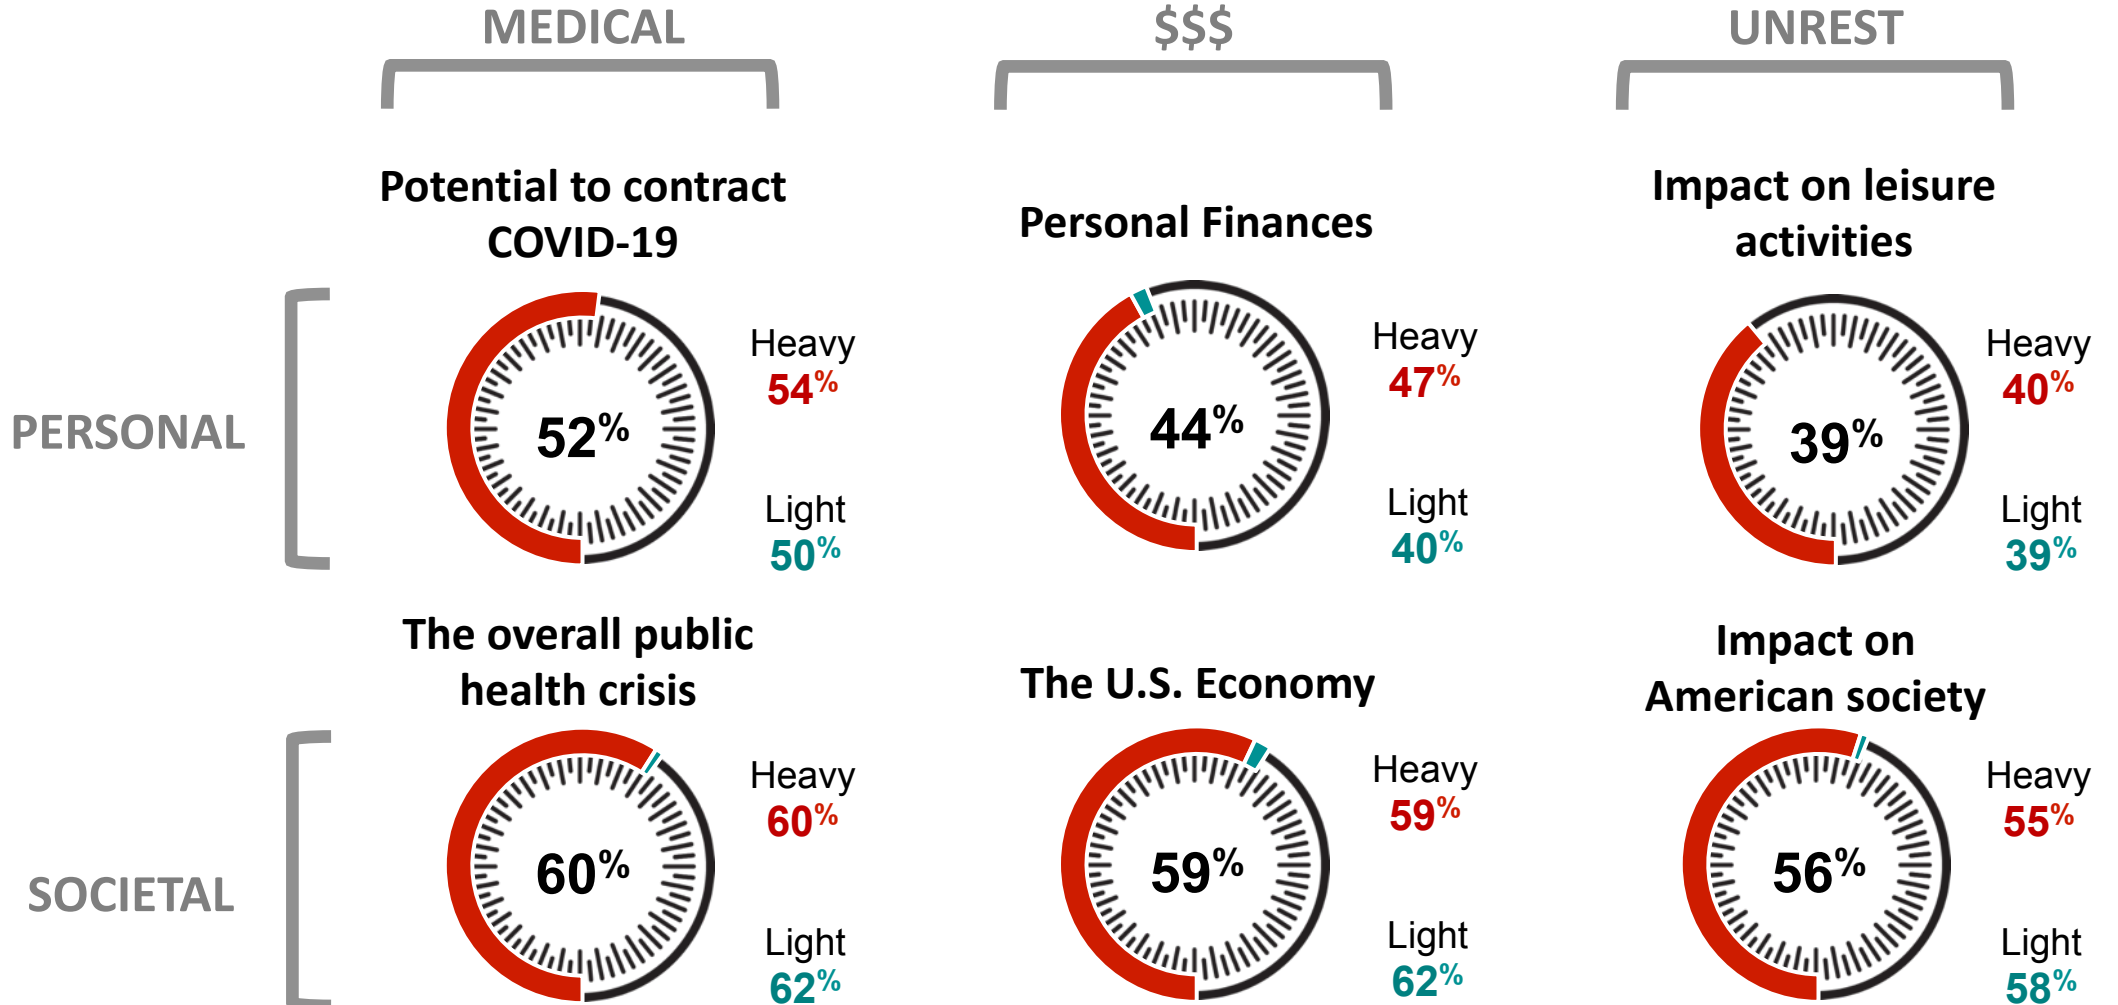 MEDICAL
$$$
UNREST
Potential to contract
COVID-19
Personal Finances
Impact on leisure
activities
PERSONAL
52%
Heavy
54%
Light
50%
44%
Heavy
47%
Light
40%
39%
Heavy
40%
Light
39%
The overall public
health crisis
The U.S. Economy
Impact on
American society
SOCIETAL
60%
Heavy
60%
Light
62%
59%
Heavy
59%
Light
62%
56%
Heavy
55%
Light
58%